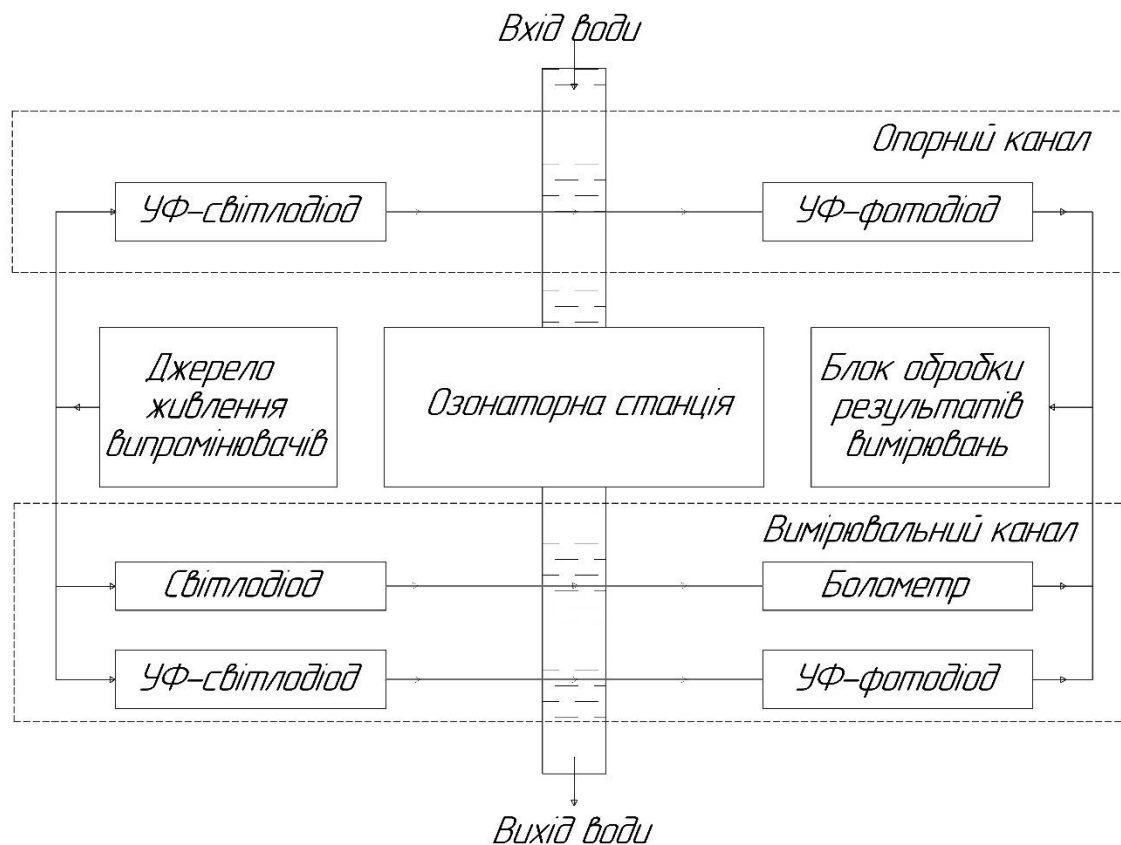 Вхід води
Опорний канал
УФ-світлодіод
УФ-фотодіод
Джерело
живлення
випромінювачів
Озонаторна станція
Блок обробки
результатів
вимірювань
Вимірювальний канал
Світлодіод
Болометр
УФ-світлодіод
УФ-фотодіод
Вихід води